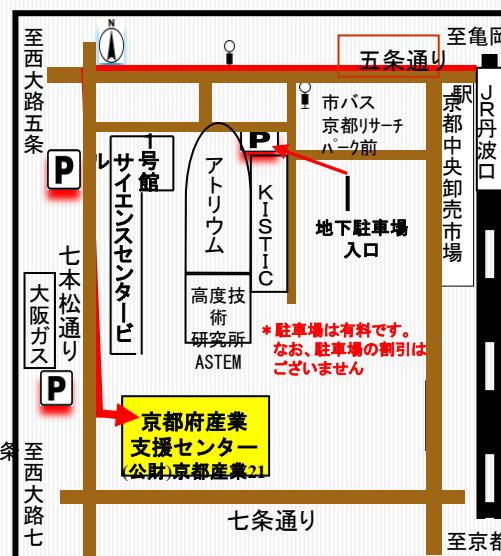 N
至亀岡
五条通り
至西大路五条
市バス
京都リサーチ
パーク前
JR丹波口
駅
京都中央卸売市場
P
P
1号館
サイエンスセンタービ
ル
アトリウム
KISTIC
地下駐車場
入口
七本松通り
大阪ガス
高度技
術
研究所
ASTEM
*駐車場は有料です。
なお、駐車場の割引は
ございません
P
京都府産業
支援センター
(公財)京都産業21
至西大路七
条
七条通り
至京都